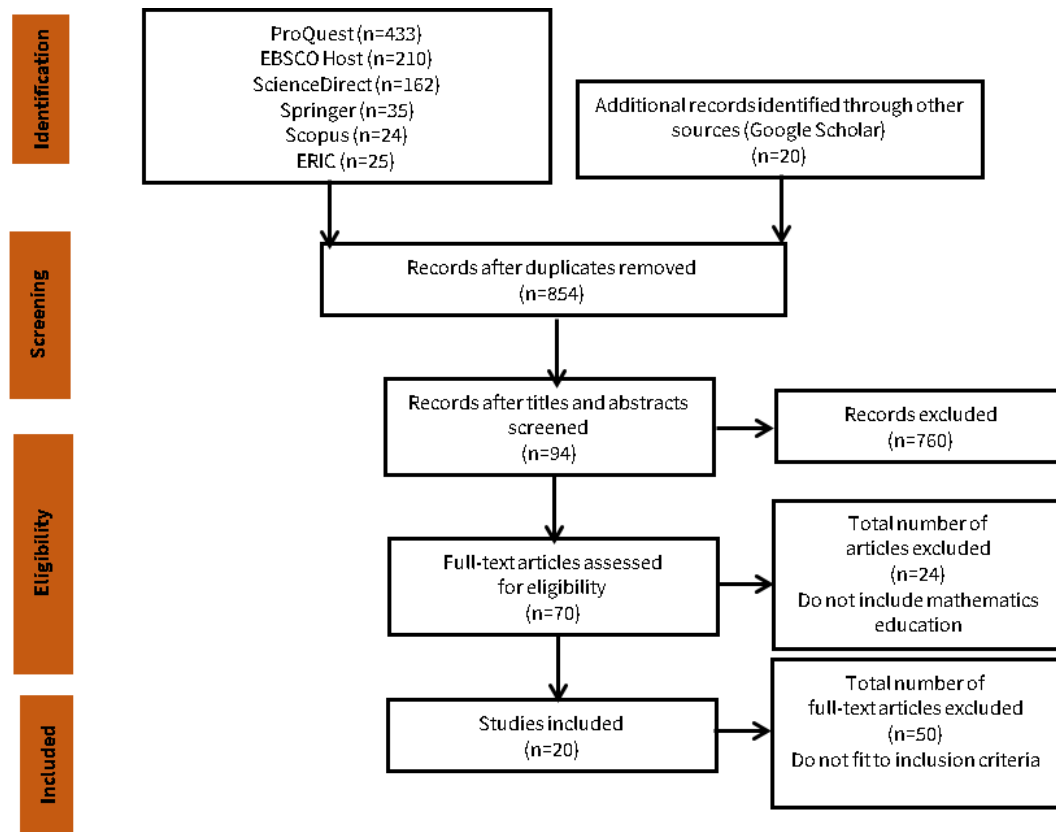 Identification
ProQuest (n=433)
EBSCO Host (n=210)
ScienceDirect (n=162)
Springer (n=35)
Scopus (n=24)
ERIC (n=25)
Additional records identified through other
sources (Google Scholar)
(n=20)
Screening
Records after duplicates removed
(n=854)
Records after titles and abstracts
screened
(n=94)
Records excluded
(n=760)
Eligibility
Full-text articles assessed
for eligibility
(n=70)
Total number of
articles excluded
(n=24)
Do not include mathematics
education
Included
Studies included
(n=20)
Total number of
full-text articles excluded
(n=50)
Do not fit to inclusion criteria